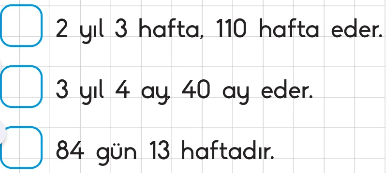 2 yıl 3 hafta, 110 hafta eder.
3 yıl 4 ay, 40 ay eder.
84 gün 13 haftadır.